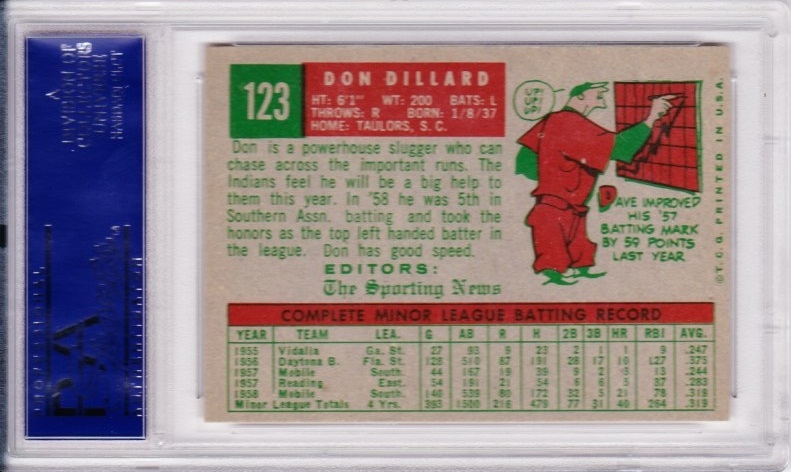 123
DON DILLARD
HT: 6'1" WT: 200 BATS: L
THROWS: R BORN: 1/8/37
HOME: TAULORS, S. C.
Don is a powerhouse slugger who can
chase across the important runs. The
Indians feel he will be a big help to
them this year. In '58 he was 5th in
Southern Assn. batting and took the
honors as the top left handed batter in
the league. Don has good speed.
EDITORS:
The Sporting News
UP!
UP!
UP!
DAVE IMPROVED
HIS '57
BATTING MARK
BY 59 POINTS
LAST YEAR
©T.C.G. PRINTED IN U.S.A.
COMPLETE MINOR LEAGUE BATTING RECORD
YEAR TEAM LEA. G AB R H 2B 3B HR RBI AVG.
1955 Vidalia Ga. St. 27 93 9 23 2 1 1 9 .247
1956 Daytona B. Fla. St. 128 510 87 191 17 127 .375
1957 Mobile South. 44 167 19 39 9 2 13
1957 Reading East. 54 191 21 54 6 6 37 .283
1958 Mobile South. 140 539 80 172 32 5 21 78 .319
Minor League Totals 4 Yrs. 393 1500 216 479 77 31 40 264 .319